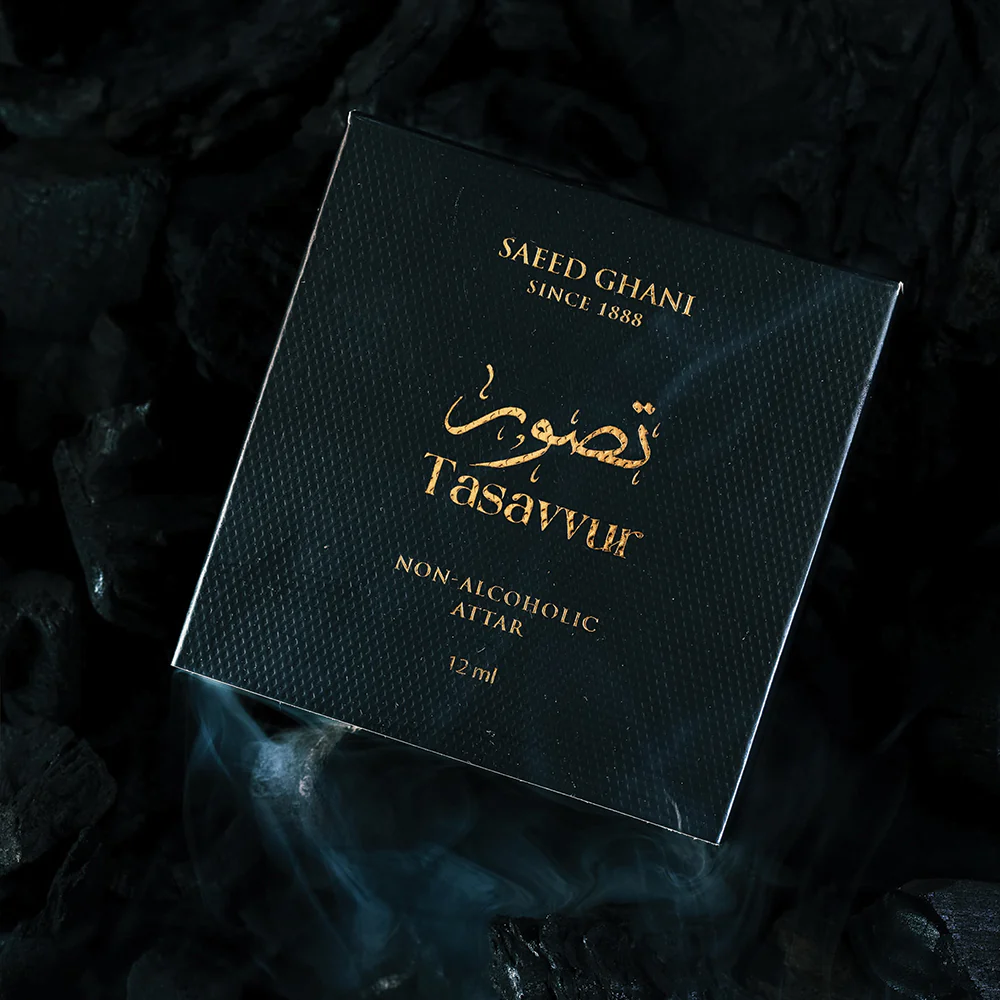 SAEED GHANI
SINCE 1888
تصور
Tasavvur
NON-ALCOHOLIC
ATTAR
12 ml